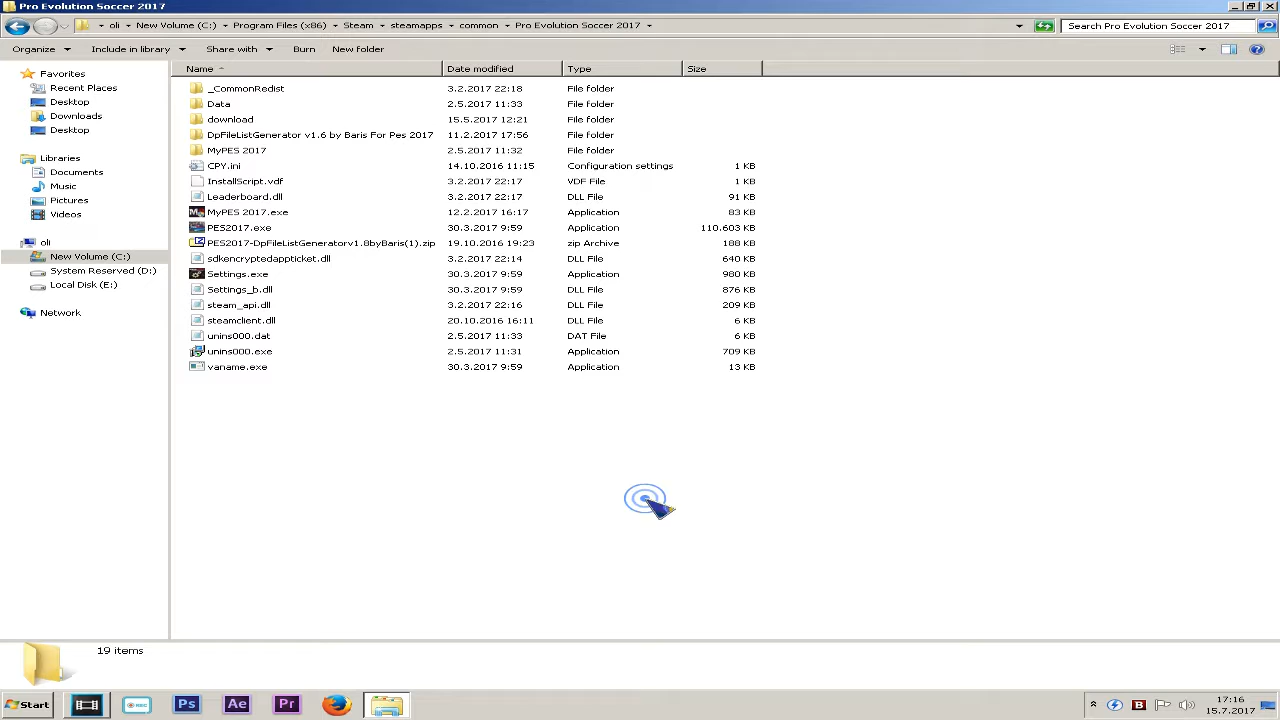 Pro Evolution Soccer 2017
oli New Volume (C:) Program Files (x86) Steam steamapps common Pro Evolution Soccer 2017 Search Pro Evolution Soccer 2017
Organize Include in library Share with Burn New folder
Name Date modified Type Size
Favorites
Recent Places
Desktop
Downloads
Desktop
Libraries
Documents
Music
Pictures
Videos
oli
New Volume (C:)
System Reserved (D:)
Local Disk (E:)
Network
_CommonRedist 3.2.2017 22:18 File folder
Data 2.5.2017 11:33 File folder
download 15.5.2017 12:21 File folder
DpFileListGenerator v1.6 by Baris For Pes 2017 11.2.2017 17:56 File folder
MyPES 2017 2.5.2017 11:32 File folder
CPY.ini 14.10.2016 11:15 Configuration settings 1 KB
InstallScript.vdf 3.2.2017 22:17 VDF File 1 KB
Leaderboard.dll 3.2.2017 22:17 DLL File 91 KB
MyPES 2017.exe 12.2.2017 16:17 Application 83 KB
PES2017.exe 30.3.2017 9:59 Application 110.603 KB
PES2017-DpFileListGeneratorv1.8byBaris(1).zip 19.10.2016 19:23 zip Archive 188 KB
sdkencryptedappticket.dll 3.2.2017 22:14 DLL File 640 KB
Settings.exe 30.3.2017 9:59 Application 980 KB
Settings_b.dll 30.3.2017 9:59 DLL File 876 KB
steam_api.dll 3.2.2017 22:16 DLL File 209 KB
steamclient.dll 20.10.2016 16:11 DLL File 6 KB
unins000.dat 2.5.2017 11:33 DAT File 6 KB
unins000.exe 2.5.2017 11:31 Application 709 KB
vaname.exe 30.3.2017 9:59 Application 13 KB
19 items
Start REC Ps Ae Pr B 17:16
15.7.2017